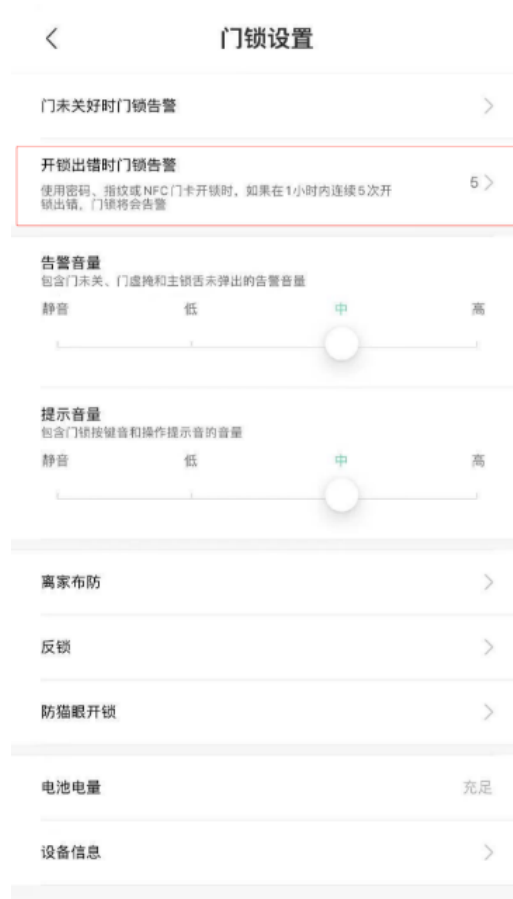 门锁设置
门未关好时门锁告警
开锁出错时门锁告警
使用密码、指纹或NFC门卡开锁时，如果在1小时内连续5次开
锁出错，门锁将会告警
5
告警音量
包含门未关、门虚掩和主锁舌未弹出的告警音量
静音 低 中 高
提示音量
包含门锁按键音和操作提示音的音量
静音 低 中 高
离家布防
反锁
防猫眼开锁
电池电量 充足
设备信息